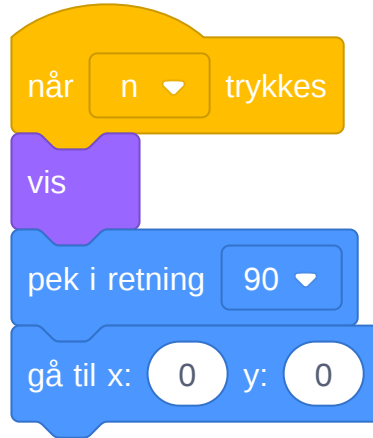 når n trykkes
vis
pek i retning 90
gå til x: 0 y: 0